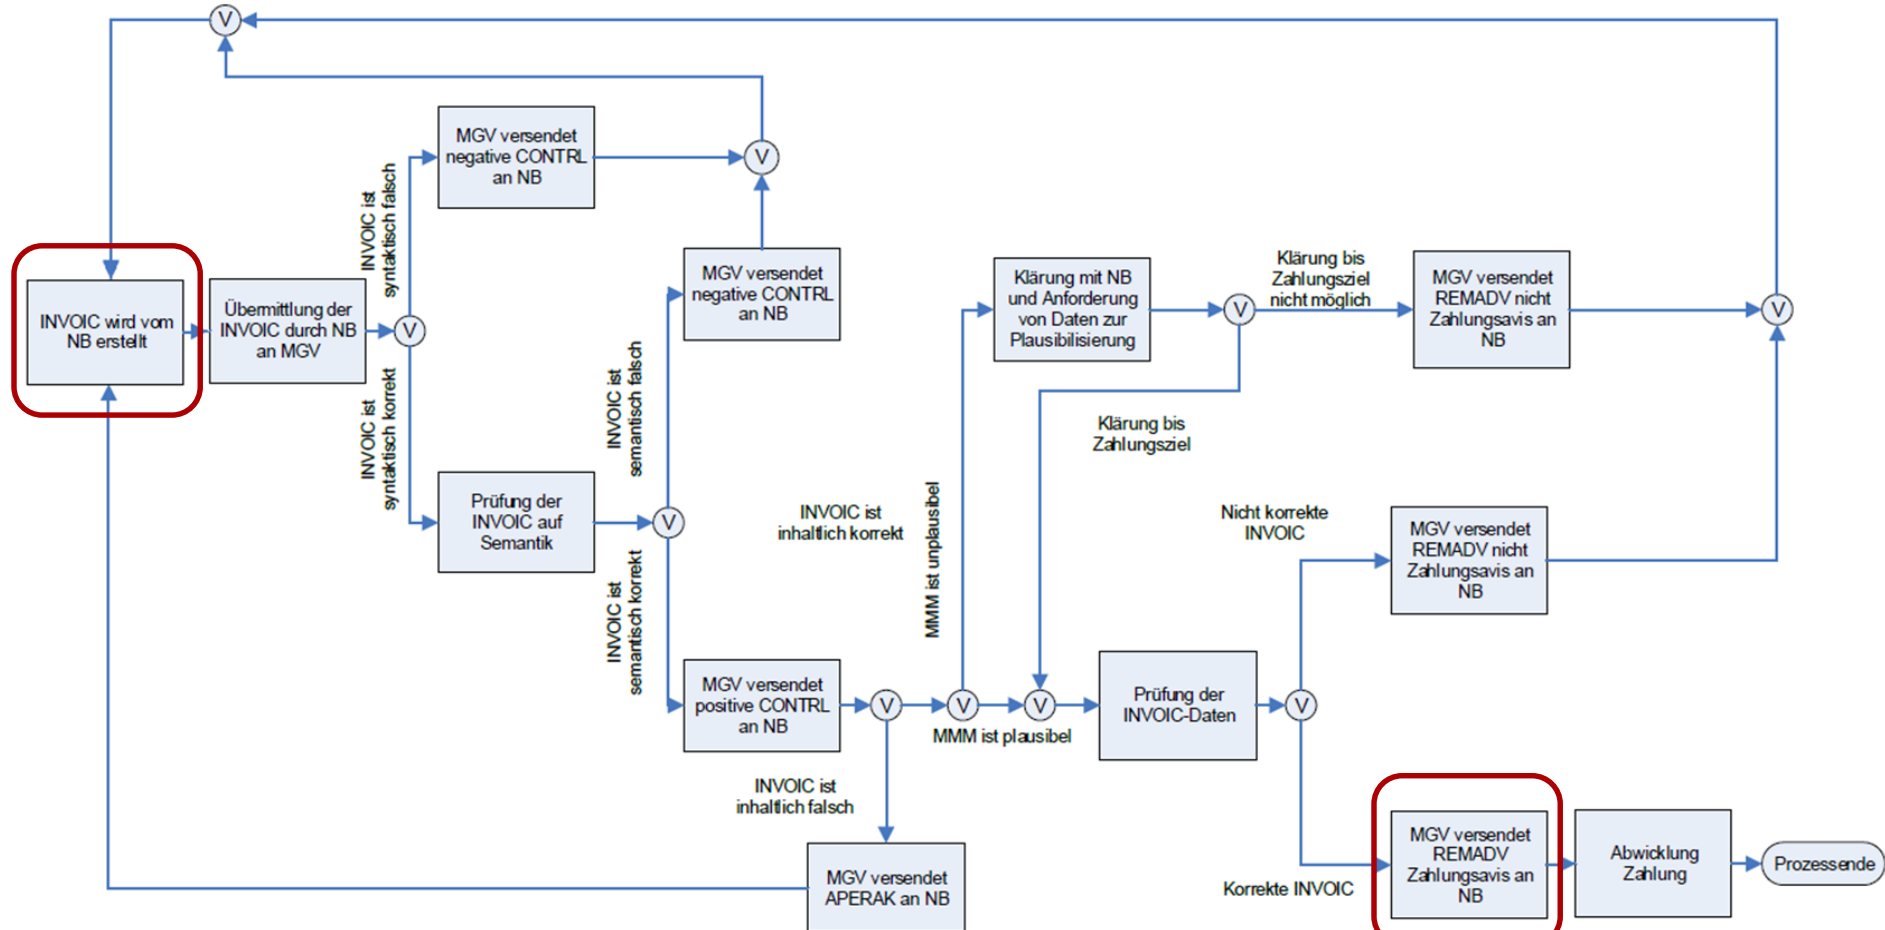 V
MGV versendet
negative CONTRL
an NB
V
INVOIC ist
syntaktisch falsch
INVOIC wird vom
NB erstellt
Übermittlung der
INVOIC durch NB
an MGV
V
INVOIC ist
syntaktisch korrekt
MGV versendet
negative CONTRL
an NB
INVOIC ist
semantisch falsch
Prüfung der
INVOIC auf
Semantik
V
INVOIC ist
semantisch korrekt
MGV versendet
positive CONTRL
an NB
V
INVOIC ist
inhaltlich korrekt
INVOIC ist
inhaltlich falsch
MGV versendet
APERAK an NB
V
MMM ist unplausibel
MMM ist plausibel
V
Klärung mit NB
und Anforderung
von Daten zur
Plausibilisierung
V
Klärung bis
Zahlungsziel
nicht möglich
Klärung bis
Zahlungsziel
MGV versendet
REMADV nicht
Zahlungsavis an
NB
V
Prüfung der
INVOIC-Daten
V
Nicht korrekte
INVOIC
MGV versendet
REMADV nicht
Zahlungsavis an
NB
Korrekte INVOIC
MGV versendet
REMADV
Zahlungsavis an
NB
Abwicklung
Zahlung
Prozessende